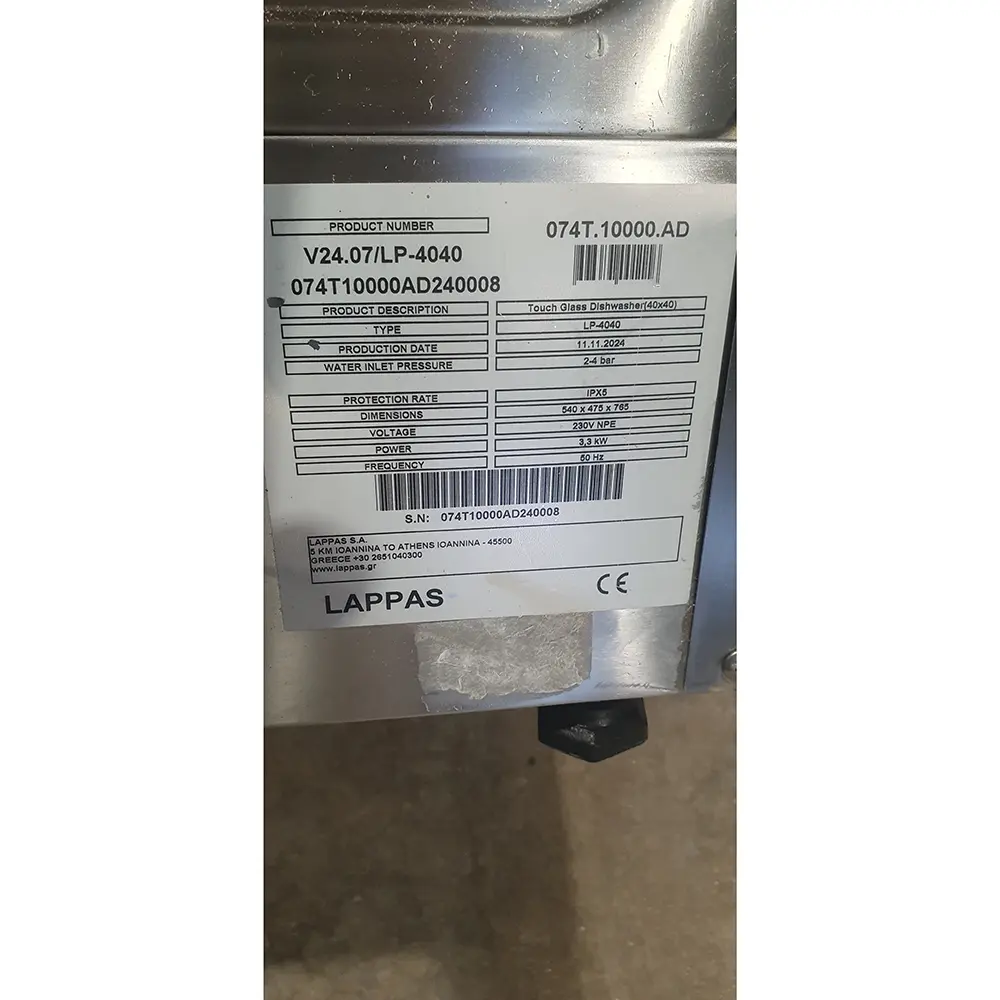 PRODUCT NUMBER
074T.10000.AD
V24.07/LP-4040
074T10000AD240008
PRODUCT DESCRIPTION Touch Glass Dishwasher(40x40)
TYPE LP-4040
PRODUCTION DATE 11.11.2024
WATER INLET PRESSURE 2-4 bar
PROTECTION RATE IPX5
DIMENSIONS 540 x 475 x 765
VOLTAGE 230V NPE
POWER 3,3 kW
FREQUENCY 50 Hz
S.N: 074T10000AD240008
LAPPAS S.A.
5 KM IOANNINA TO ATHENS IOANNINA - 45500
GREECE +30 2651040300
www.lappas.gr
LAPPAS
CE